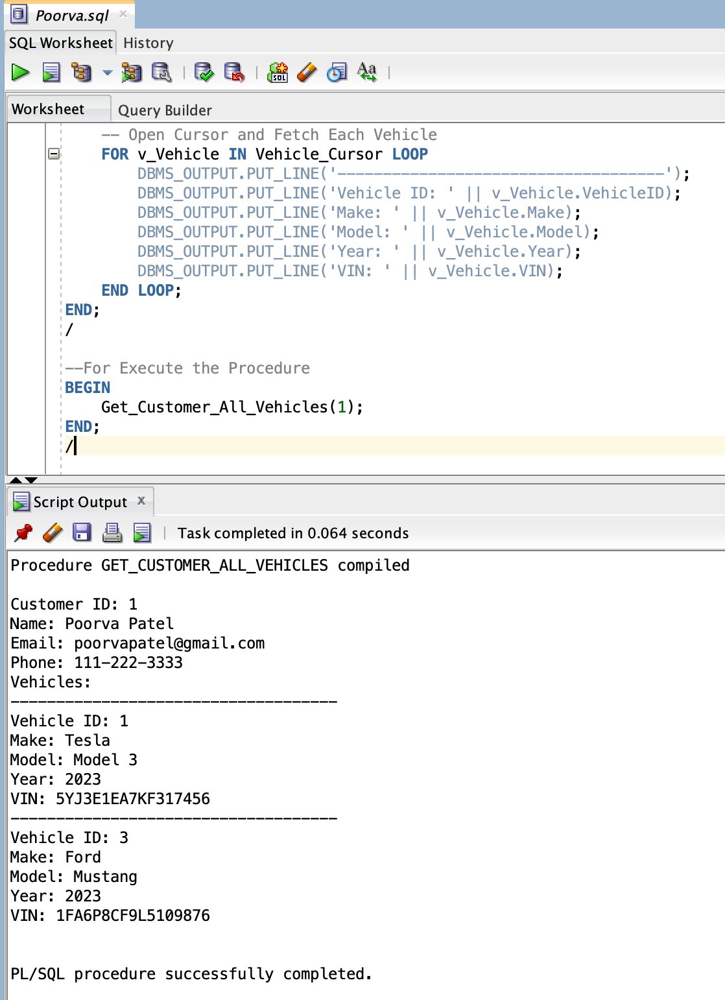 Poorva.sql
SQL Worksheet History
SQL
Aa
Worksheet Query Builder
-- Open Cursor and Fetch Each Vehicle
FOR v_Vehicle IN Vehicle_Cursor LOOP
DBMS_OUTPUT.PUT_LINE('------------------------------------');
DBMS_OUTPUT.PUT_LINE('Vehicle ID: ' || v_Vehicle.VehicleID);
DBMS_OUTPUT.PUT_LINE('Make: ' || v_Vehicle.Make);
DBMS_OUTPUT.PUT_LINE('Model: ' || v_Vehicle.Model);
DBMS_OUTPUT.PUT_LINE('Year: ' || v_Vehicle.Year);
DBMS_OUTPUT.PUT_LINE('VIN: ' || v_Vehicle.VIN);
END LOOP;
END;
/
--For Execute the Procedure
BEGIN
Get_Customer_All_Vehicles(1);
END;
/
Script Output x
Task completed in 0.064 seconds
Procedure GET_CUSTOMER_ALL_VEHICLES compiled
Customer ID: 1
Name: Poorva Patel
Email: poorvapatel@gmail.com
Phone: 111-222-3333
Vehicles:
------------------------------------
Vehicle ID: 1
Make: Tesla
Model: Model 3
Year: 2023
VIN: 5YJ3E1EA7KF317456
------------------------------------
Vehicle ID: 3
Make: Ford
Model: Mustang
Year: 2023
VIN: 1FA6P8CF9L5109876
PL/SQL procedure successfully completed.